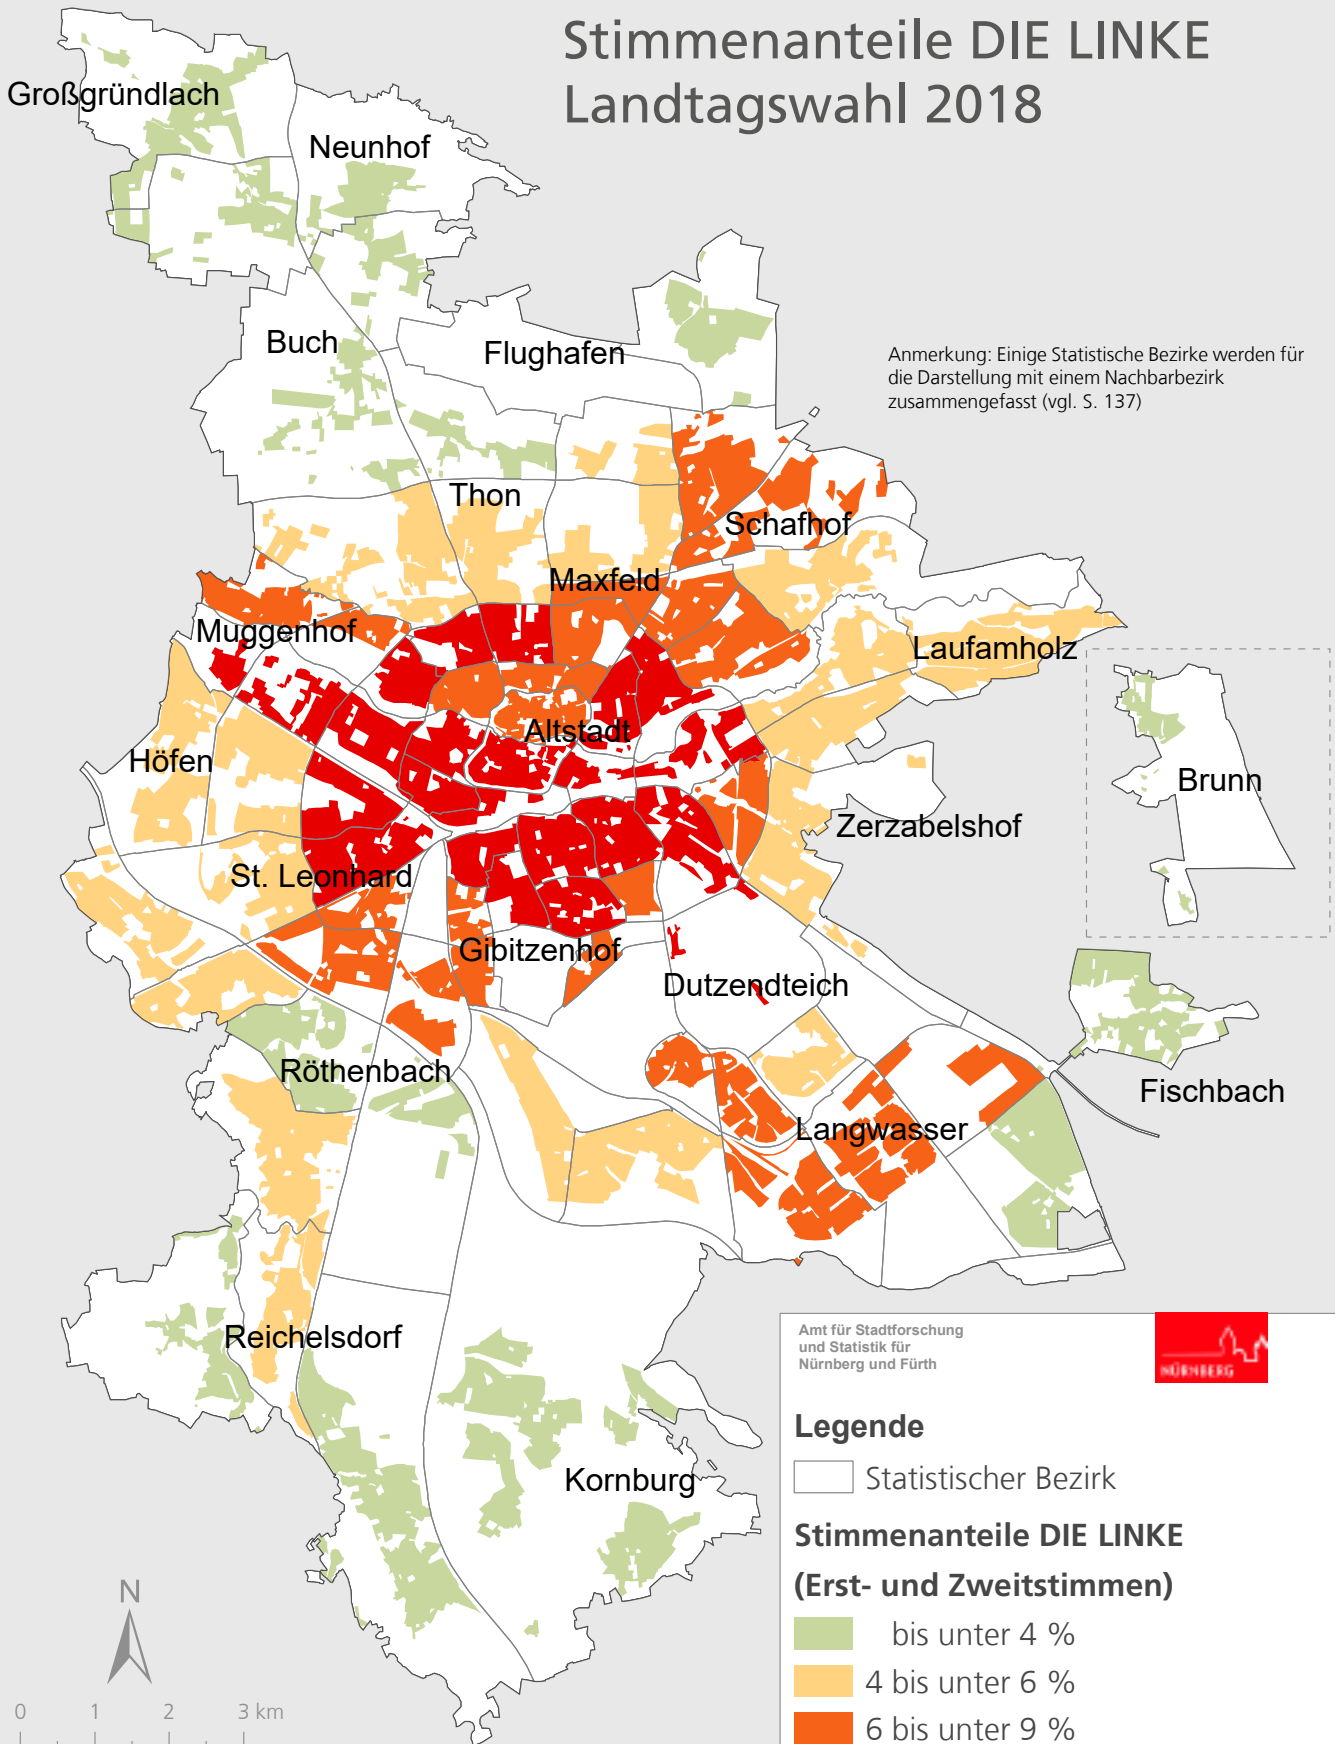 Stimmenanteile DIE LINKE
Landtagswahl 2018
Großgründlach
Neunhof
Buch
Flughafen
Anmerkung: Einige Statistische Bezirke werden für
die Darstellung mit einem Nachbarbezirk
zusammengefasst (vgl. S. 137)
Thon
Schafhof
Maxfeld
Muggenhof
Laufamholz
Altstadt
Höfen
Brunn
Zerzabelshof
St. Leonhard
Gibitzenhof
Dutzendteich
Röthenbach
Fischbach
Langwasser
Reichelsdorf
Kornburg
Amt für Stadtforschung
und Statistik für
Nürnberg und Fürth
NÜRNBERG
Legende
Statistischer Bezirk
Stimmenanteile DIE LINKE
(Erst- und Zweitstimmen)
bis unter 4 %
4 bis unter 6 %
6 bis unter 9 %
N
0 1 2 3 km